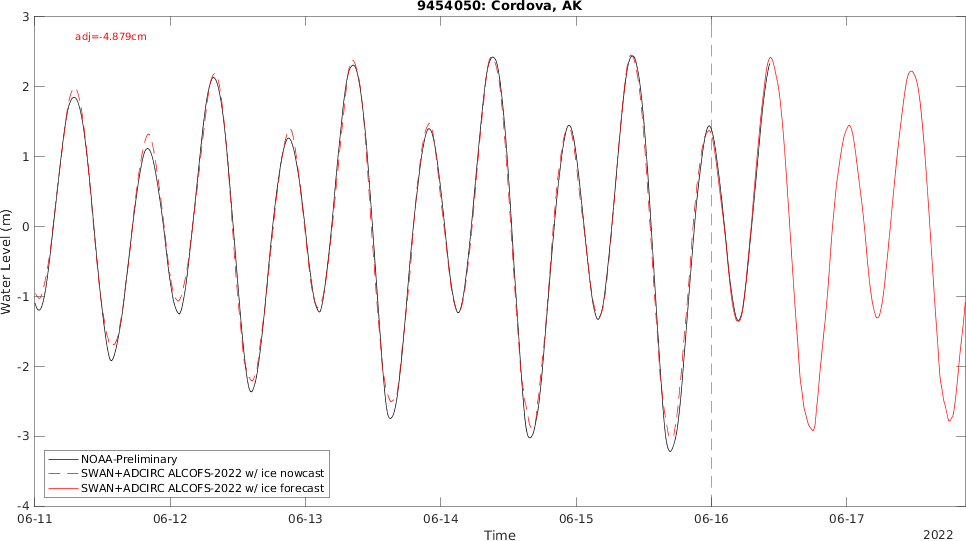 9454050: Cordova, AK
adj=-4.879cm
3
2
1
0
-1
-2
-3
-4
Water Level (m)
NOAA-Preliminary
SWAN+ADCIRC ALCOFS-2022 w/ ice nowcast
SWAN+ADCIRC ALCOFS-2022 w/ ice forecast
06-11 06-12 06-13 06-14 06-15 06-16 06-17
Time
2022